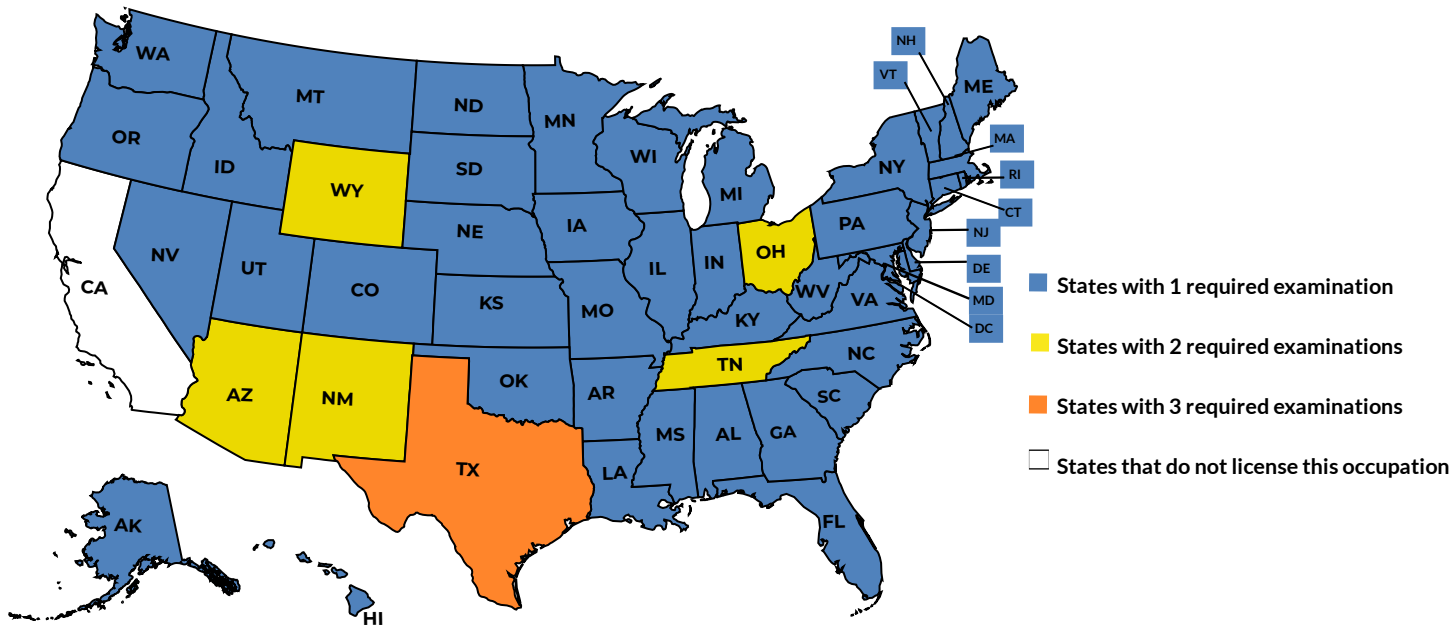 NH
WA
VT
ME
MT
ND
MN
OR
MA
WI
NY
ID
SD
RI
WY
MI
CT
PA
IA
NE
NJ
OH
NV
IN
UT
IL
DE
CA
CO
WV
VA
States with 1 required examination
KS
MD
MO
KY
DC
States with 2 required examinations
NC
TN
OK
AZ
NM
AR
SC
States with 3 required examinations
MS
AL
GA
TX
LA
States that do not license this occupation
AK
FL
HI